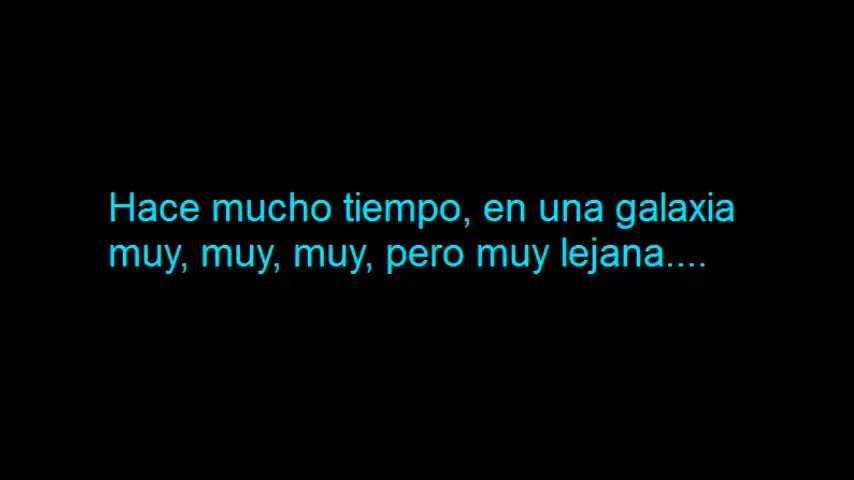 Hace mucho tiempo, en una galaxia
muy, muy, muy, pero muy lejana....